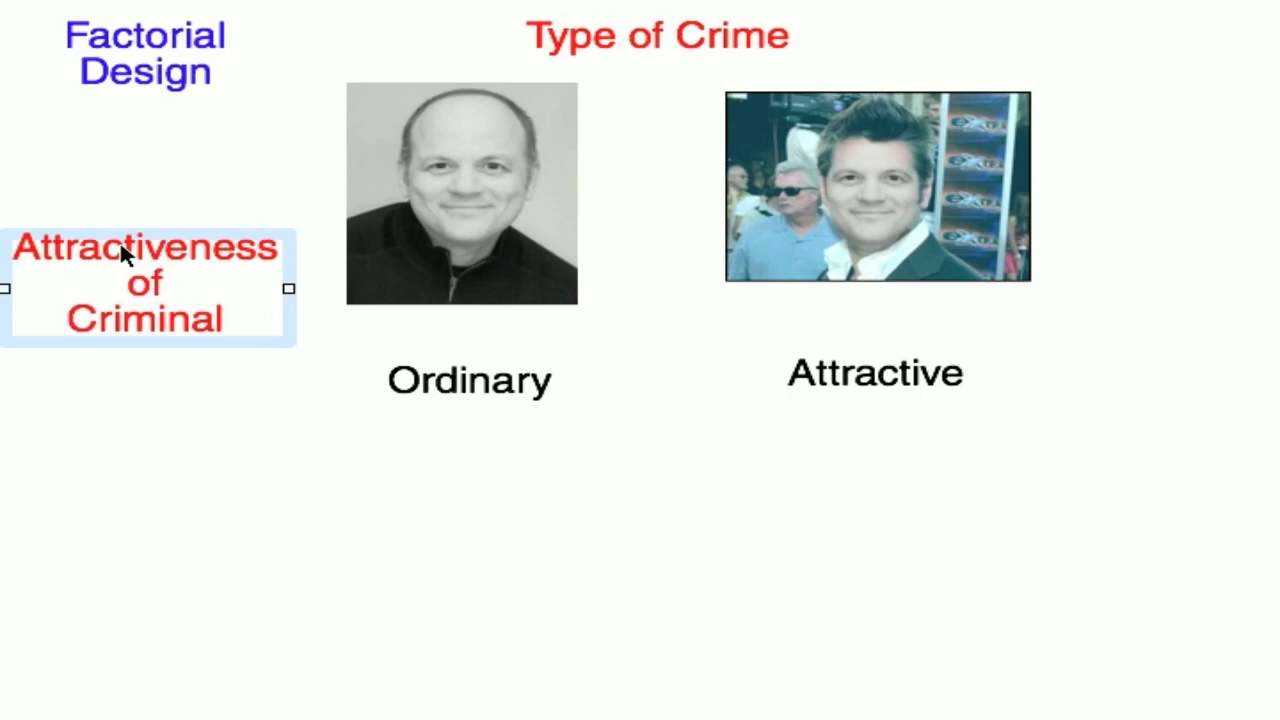 Factorial
Design
Type of Crime
Attractiveness
of
Criminal
Ordinary
Attractive